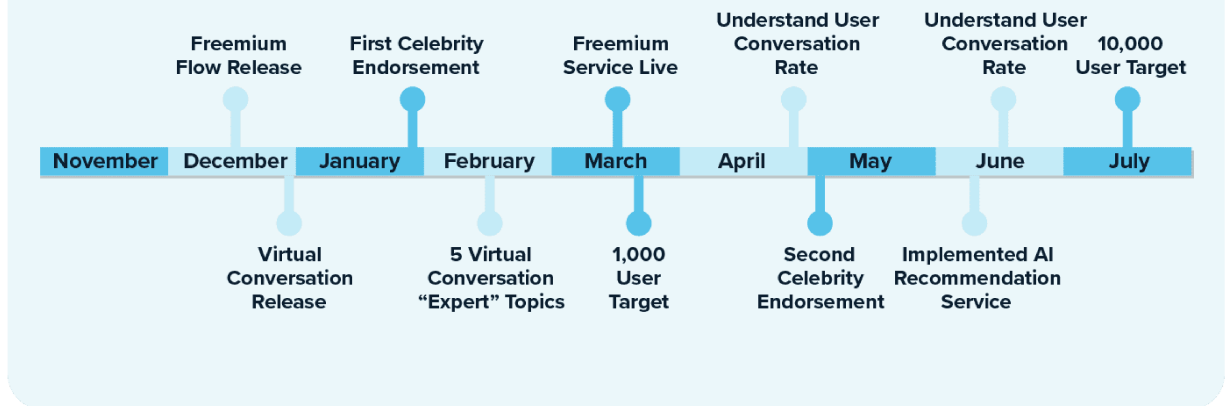 Freemium
Flow Release
First Celebrity
Endorsement
Freemium
Service Live
Understand User
Conversation
Rate
Understand User
Conversation
Rate
10,000
User Target
November
December
January
February
March
April
May
June
July
Virtual
Conversation
Release
5 Virtual
Conversation
“Expert” Topics
1,000
User
Target
Second
Celebrity
Endorsement
Implemented AI
Recommendation
Service